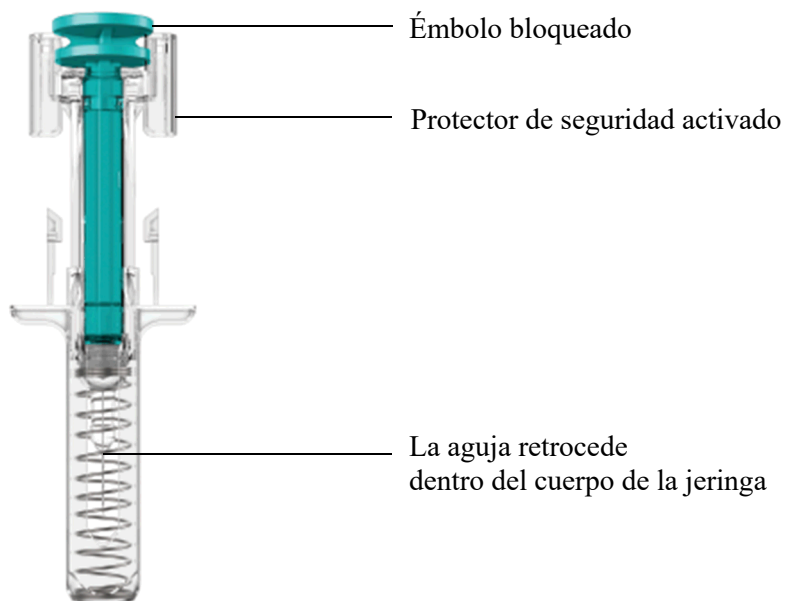 Émbolo bloqueado
Protector de seguridad activado
La aguja retrocede
dentro del cuerpo de la jeringa